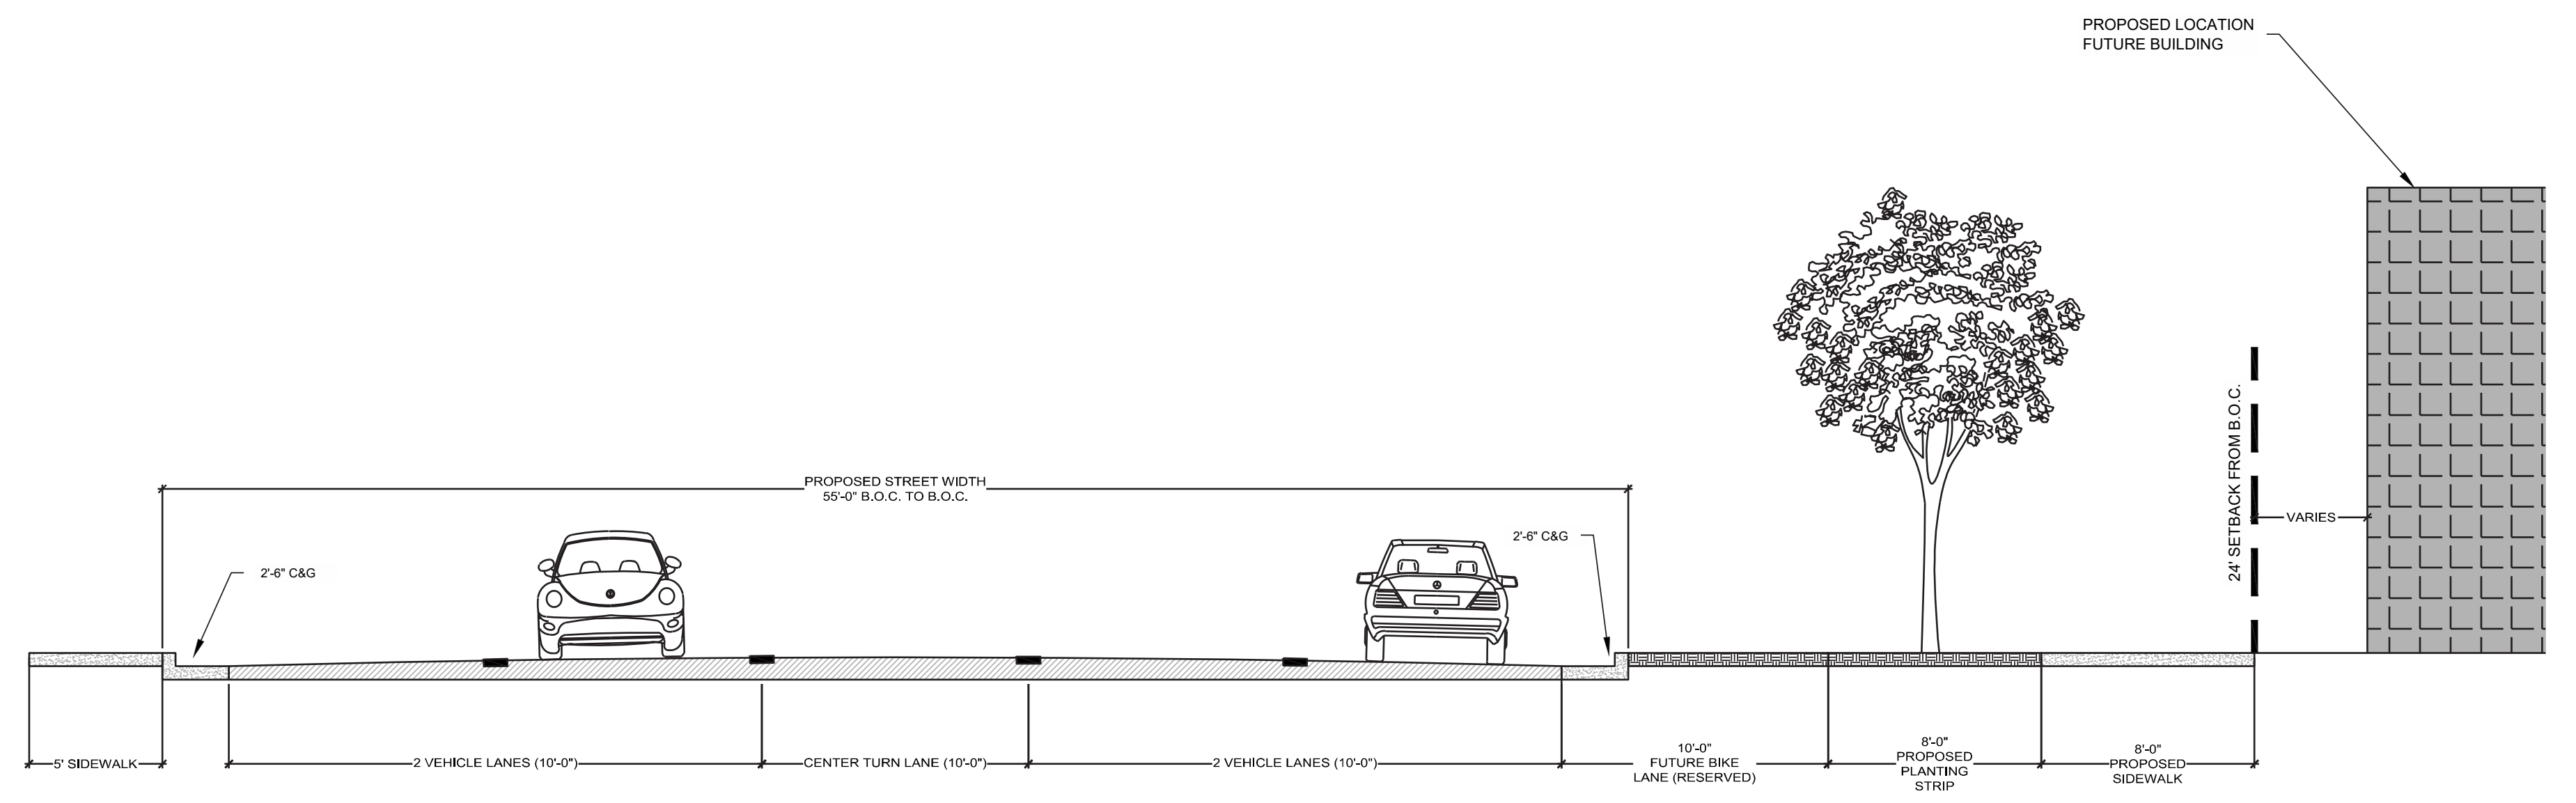 PROPOSED LOCATION
FUTURE BUILDING
PROPOSED STREET WIDTH
55'-0" B.O.C. TO B.O.C.
2'-6" C&G
2'-6" C&G
24' SETBACK FROM B.O.C.
VARIES
5' SIDEWALK
2 VEHICLE LANES (10'-0")
CENTER TURN LANE (10'-0")
2 VEHICLE LANES (10'-0")
10'-0"
FUTURE BIKE
LANE (RESERVED)
8'-0"
PROPOSED
PLANTING
STRIP
8'-0"
PROPOSED
SIDEWALK